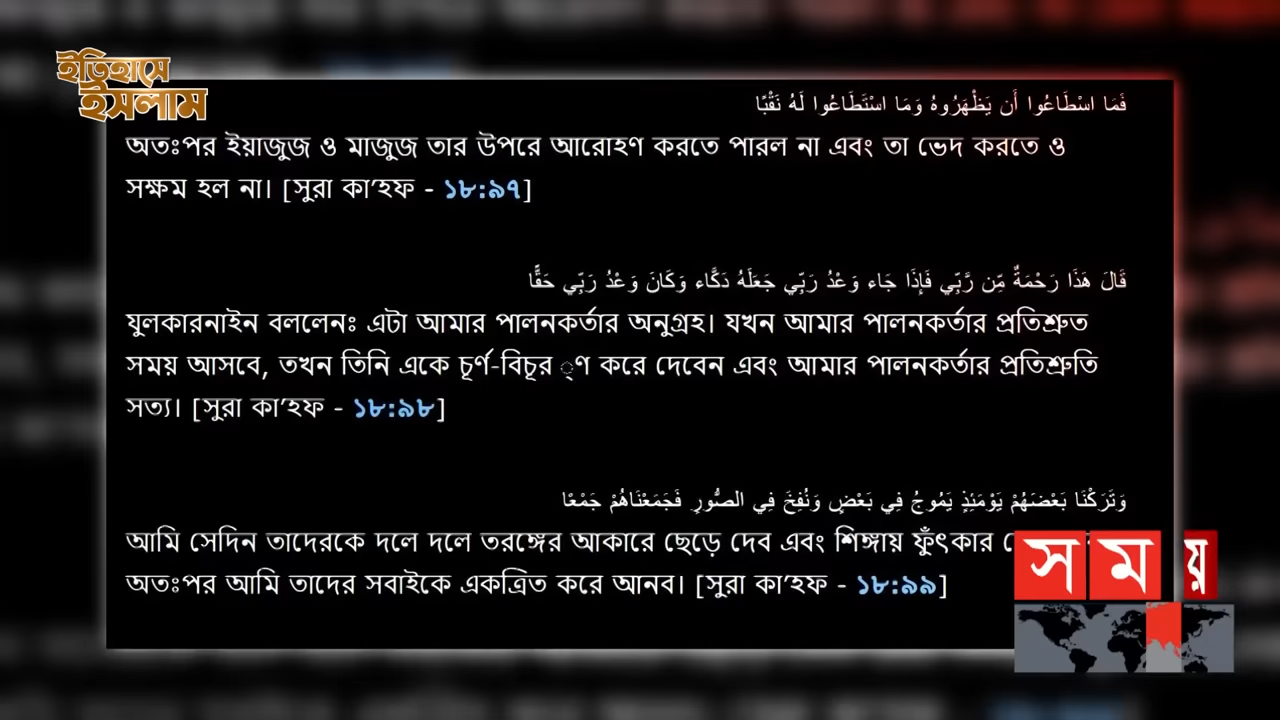 ইতিহাসে
ইসলাম
فَمَا اسْطَاعُوا أَن يَظْهَرُوهُ وَمَا اسْتَطَاعُوا لَهُ نَقْبًا
অতঃপর ইয়াজুজ ও মাজুজ তার উপরে আরোহণ করতে পারল না এবং তা ভেদ করতে ও
সক্ষম হল না। [সুরা কা’হফ - ১৮:৯৭]
قَالَ هَذَا رَحْمَةٌ مِّن رَّبِّي فَإِذَا جَاء وَعْدُ رَبِّي جَعَلَهُ دَكَّاء وَكَانَ وَعْدُ رَبِّي حَقًّا
যুলকারনাইন বললেনঃ এটা আমার পালনকর্তার অনুগ্রহ। যখন আমার পালনকর্তার প্রতিশ্রুত
সময় আসবে, তখন তিনি একে চূর্ণ-বিচূর ্ণ করে দেবেন এবং আমার পালনকর্তার প্রতিশ্রুতি
সত্য। [সুরা কা’হফ - ১৮:৯৮]
وَتَرَكْنَا بَعْضَهُمْ يَوْمَئِذٍ يَمُوجُ فِي بَعْضٍ وَنُفِخَ فِي الصُّورِ فَجَمَعْنَاهُمْ جَمْعًا
আমি সেদিন তাদেরকে দলে দলে তরঙ্গের আকারে ছেড়ে দেব এবং শিঙ্গায় ফুঁৎকার
অতঃপর আমি তাদের সবাইকে একত্রিত করে আনব। [সুরা কা’হফ - ১৮:৯৯]
সময়